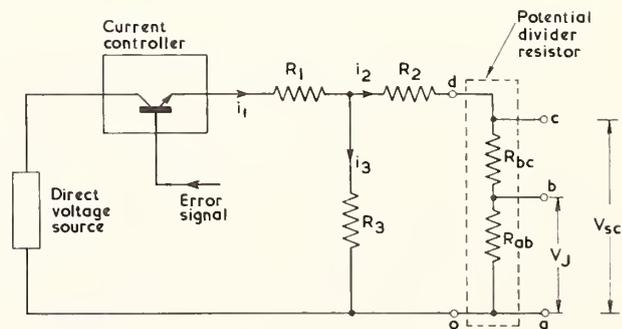 Current
controller
Potential
divider
resistor
R1
i2
R2
d
c
i1
Rbc
i3
b
Direct
voltage
source
Error
signal
R3
Rab
VJ
Vsc
o
a